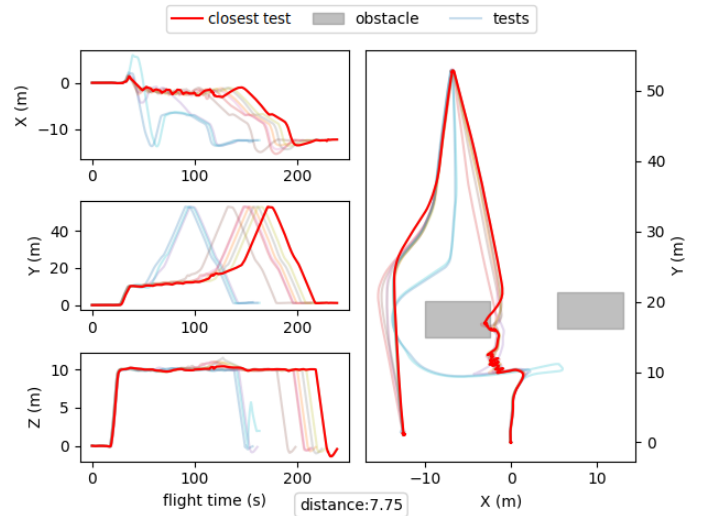 closest test obstacle tests
X (m)
0
−10
0 100 200
Y (m)
40
20
0
0 100 200
Z (m)
10
5
0
0 100 200
flight time (s)
50
40
30
20
10
0
Y (m)
−10 0 10
X (m)
distance:7.75